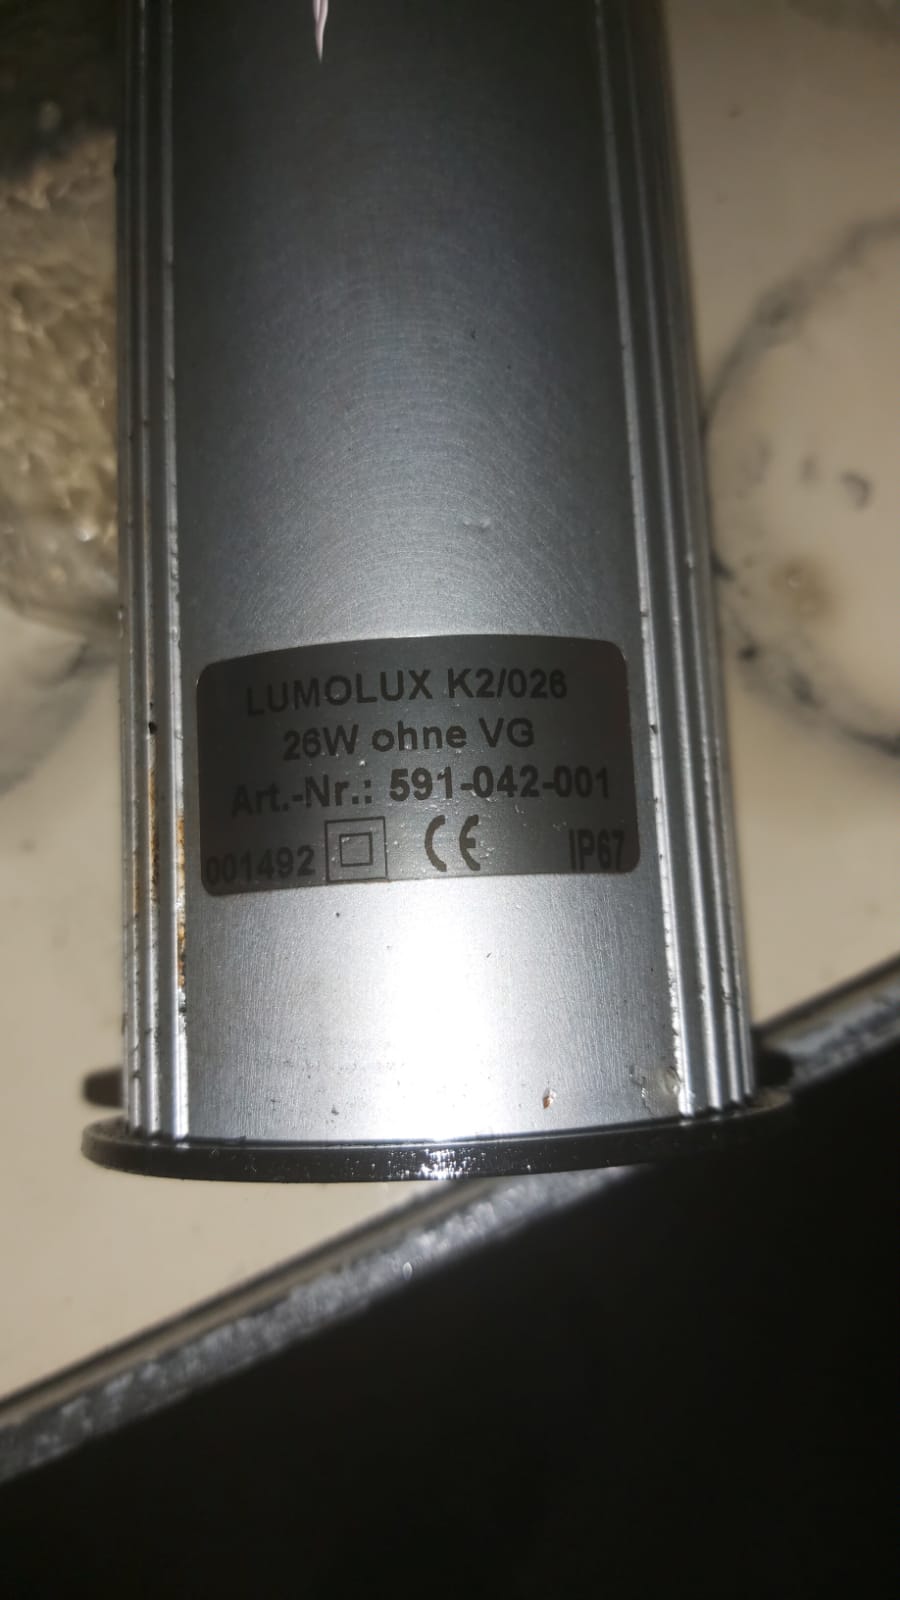 LUMOLUX K2/026
26W ohne VG
Art.-Nr.: 591-042-001
001492 CE IP67